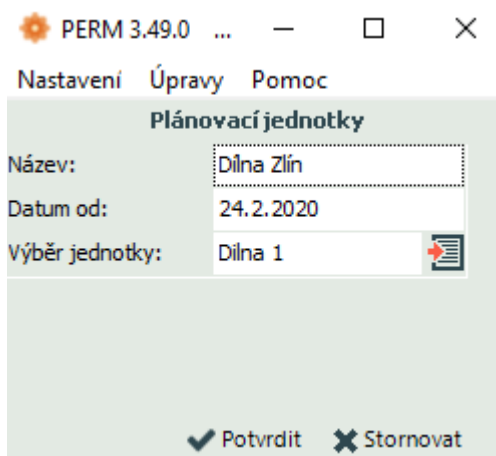 PERM 3.49.0 ...
Nastavení Úpravy Pomoc
Plánovací jednotky
Název: Dílna Zlín
Datum od: 24.2.2020
Výběr jednotky: Dilna 1
Potvrdit Stornovat